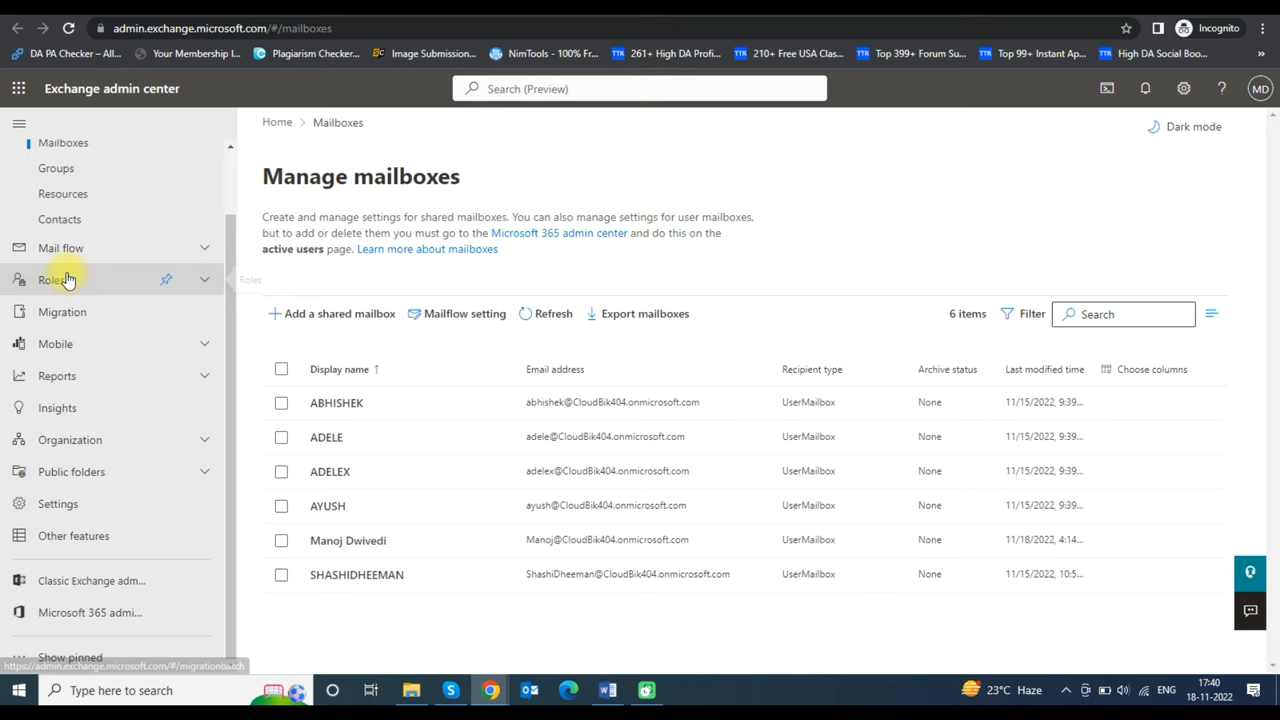 admin.exchange.microsoft.com/#/mailboxes
Incognito
DA PA Checker – All...
Your Membership I...
Plagiarism Checker...
Image Submission...
NimTools - 100% Fr...
261+ High DA Profi...
210+ Free USA Clas...
Top 399+ Forum Su...
Top 99+ Instant Ap...
High DA Social Boo...
»
Exchange admin center
Search (Preview)
MD
Mailboxes
Groups
Resources
Contacts
Mail flow
Roles
Roles
Migration
Mobile
Reports
Insights
Organization
Public folders
Settings
Other features
Classic Exchange adm...
Microsoft 365 admi...
Show pinned
https://admin.exchange.microsoft.com/#/migrationbatch
Home > Mailboxes
Dark mode
Manage mailboxes
Create and manage settings for shared mailboxes. You can also manage settings for user mailboxes,
but to add or delete them you must go to the Microsoft 365 admin center and do this on the
active users page. Learn more about mailboxes
Add a shared mailbox Mailflow setting Refresh Export mailboxes 6 items Filter Search
Display name ↑ Email address Recipient type Archive status Last modified time Choose columns
ABHISHEK abhishek@CloudBik404.onmicrosoft.com UserMailbox None 11/15/2022, 9:39...
ADELE adele@CloudBik404.onmicrosoft.com UserMailbox None 11/15/2022, 9:39...
ADELEX adelex@CloudBik404.onmicrosoft.com UserMailbox None 11/15/2022, 9:39...
AYUSH ayush@CloudBik404.onmicrosoft.com UserMailbox None 11/15/2022, 9:39...
Manoj Dwivedi Manoj@CloudBik404.onmicrosoft.com UserMailbox None 11/18/2022, 4:14...
SHASHIDHEEMAN ShashiDheeman@CloudBik404.onmicrosoft.com UserMailbox None 11/15/2022, 10:5...
Type here to search
23°C Haze
ENG
17:40
18-11-2022